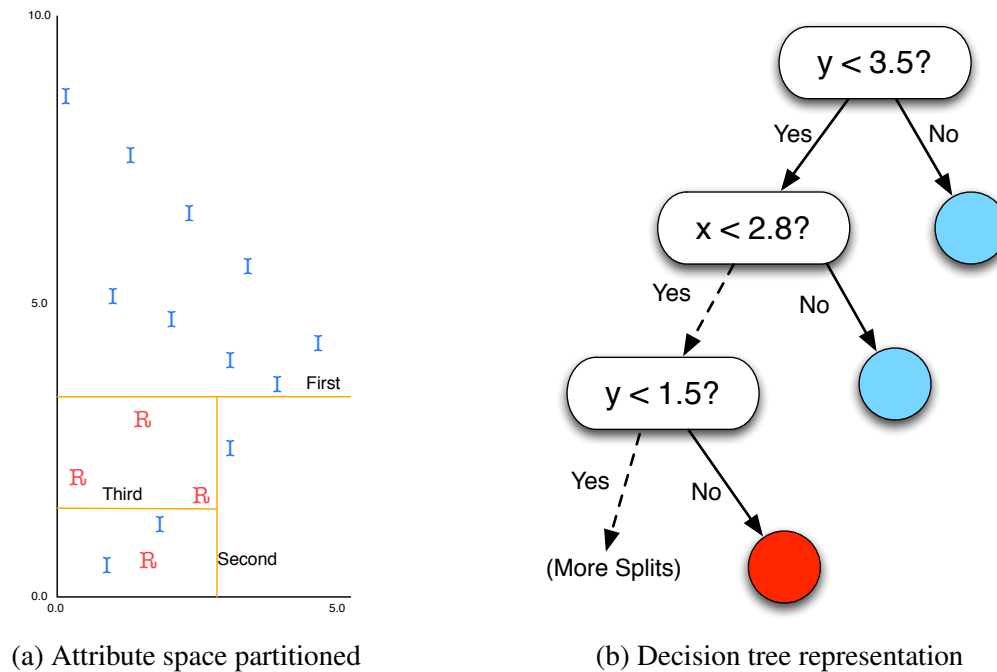 10.0
I
I
I
I
I
I
5.0
I
I
I
First
R
I
R
R
Third
I
I
R
Second
0.0
0.0
5.0
(a) Attribute space partitioned
y < 3.5?
Yes
No
x < 2.8?
Yes
No
y < 1.5?
Yes
No
(More Splits)
(b) Decision tree representation